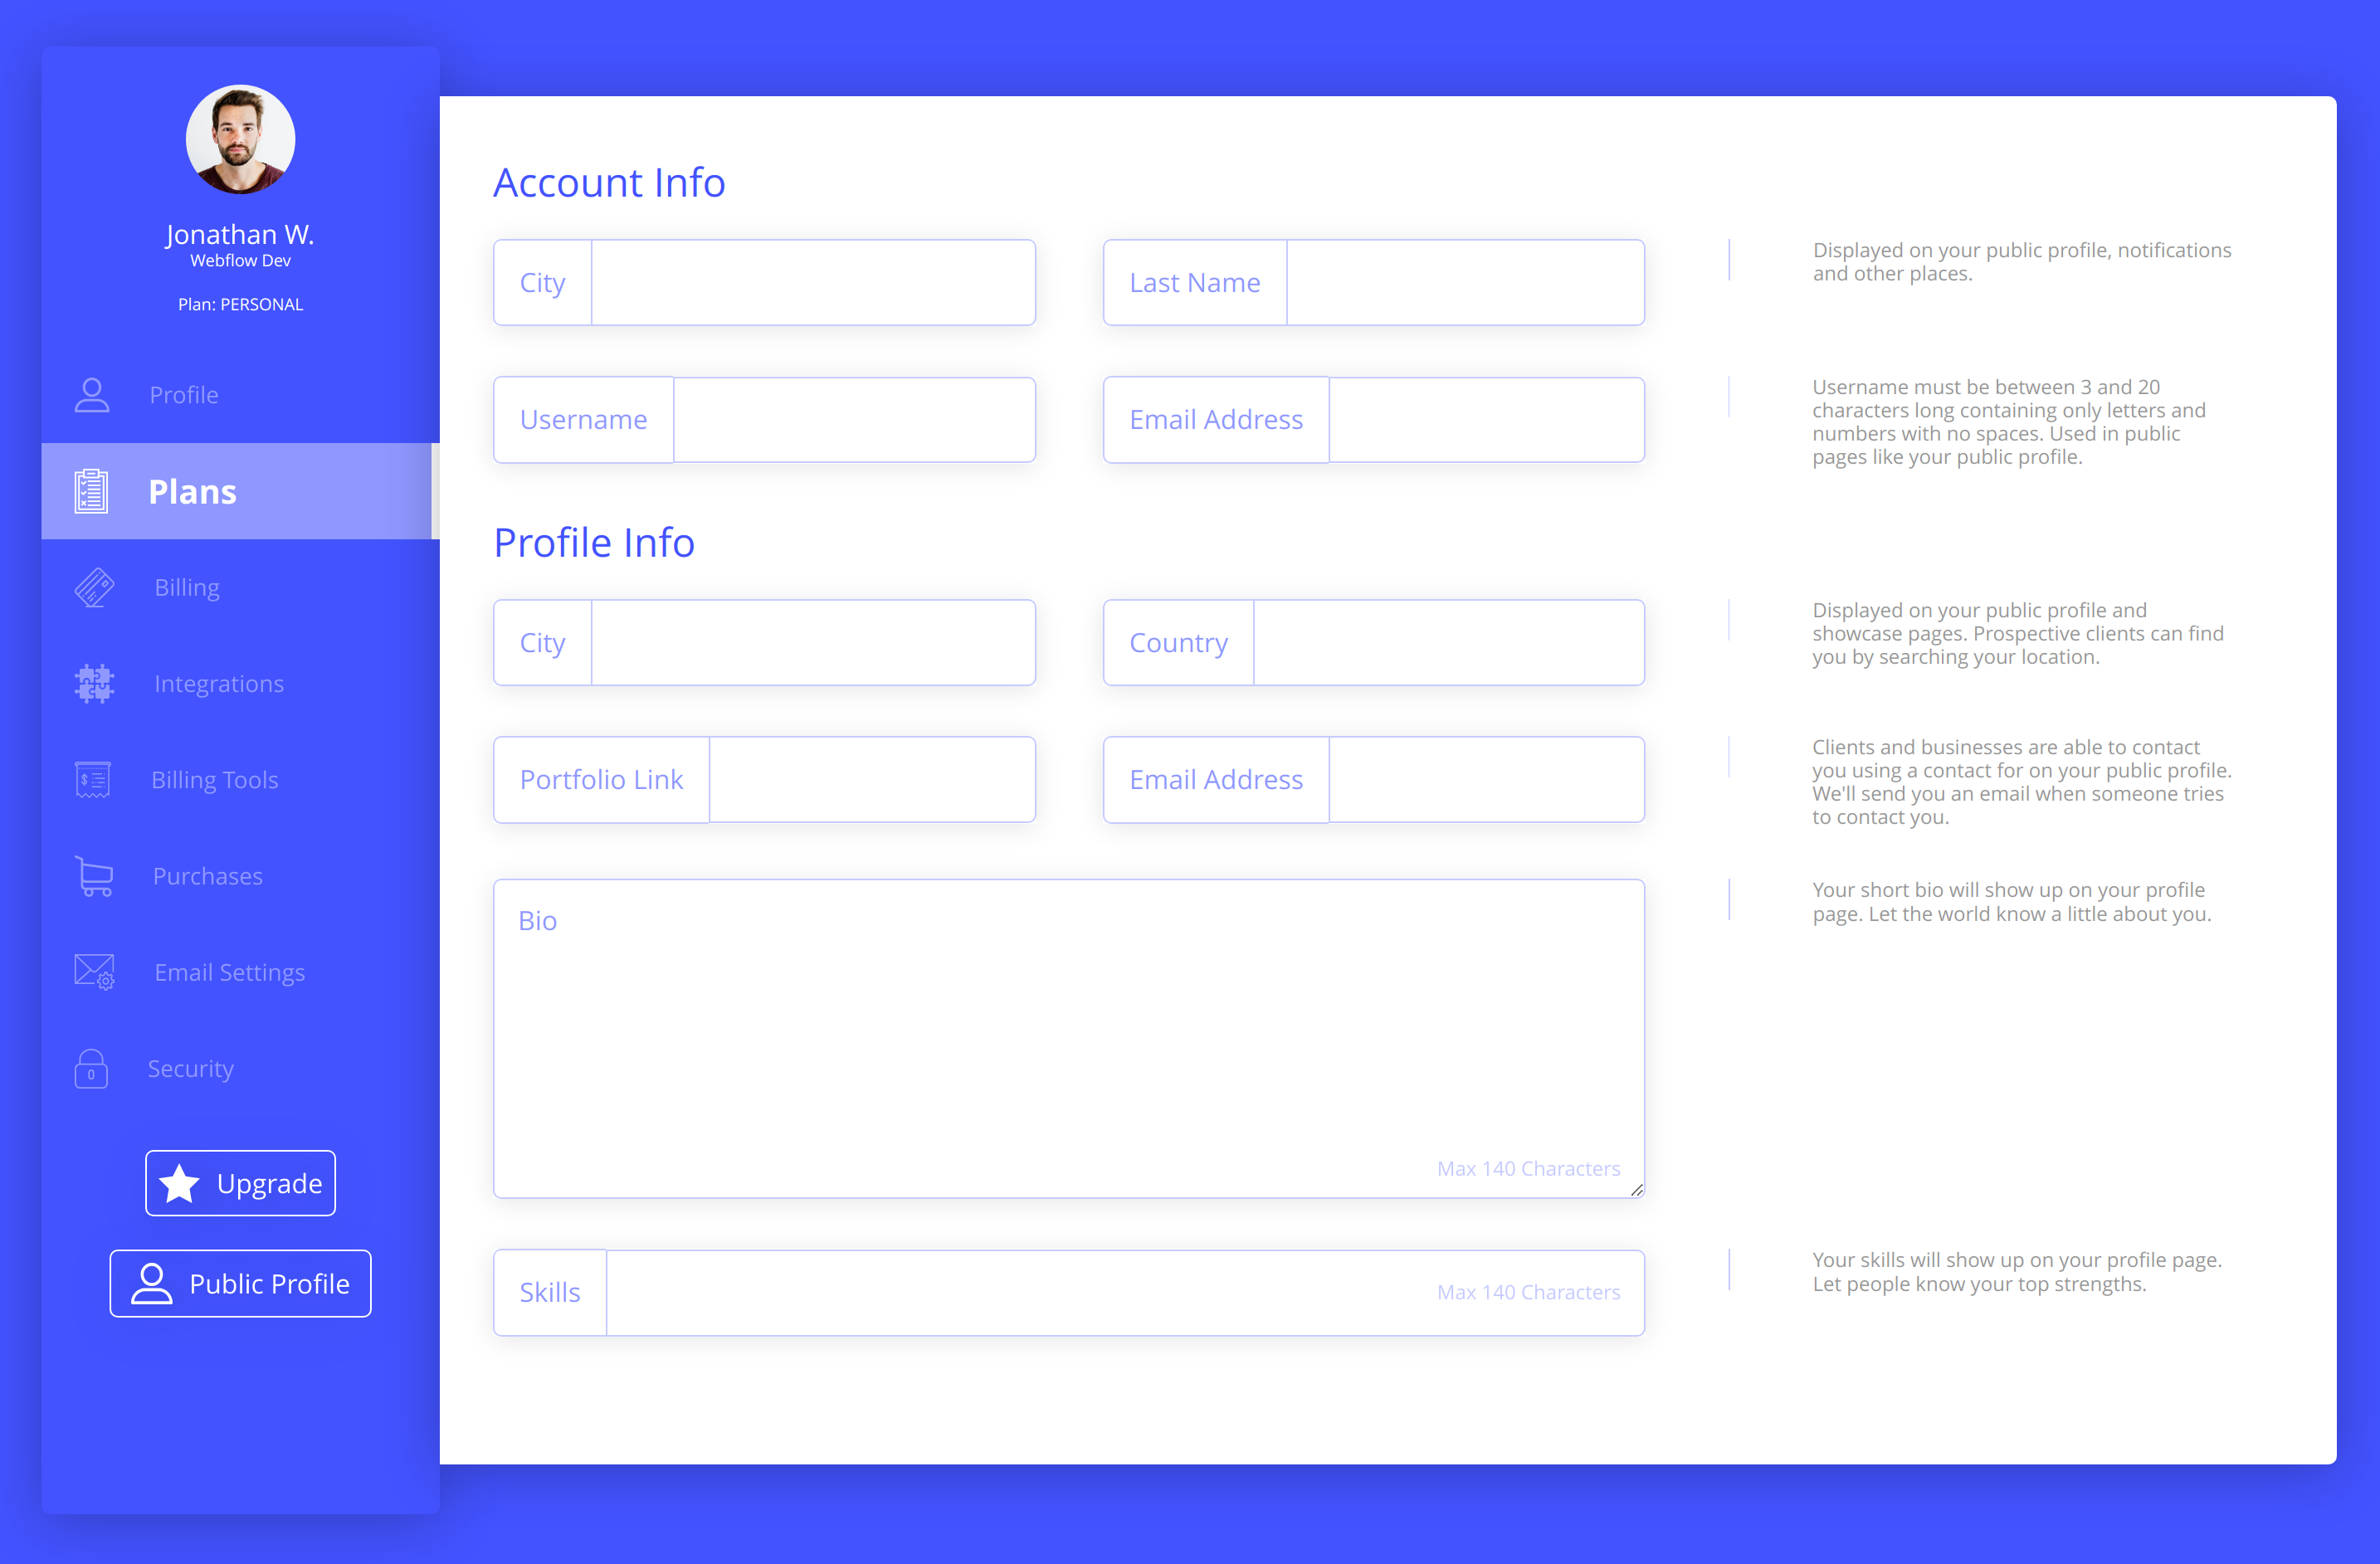 Jonathan W.
Webflow Dev
Plan: PERSONAL
Profile
Plans
Billing
Integrations
Billing Tools
Purchases
Email Settings
Security
Upgrade
Public Profile
Account Info
City
Last Name
Displayed on your public profile, notifications
and other places.
Username
Email Address
Username must be between 3 and 20
characters long containing only letters and
numbers with no spaces. Used in public
pages like your public profile.
Profile Info
City
Country
Displayed on your public profile and
showcase pages. Prospective clients can find
you by searching your location.
Portfolio Link
Email Address
Clients and businesses are able to contact
you using a contact for on your public profile.
We'll send you an email when someone tries
to contact you.
Bio
Max 140 Characters
Your short bio will show up on your profile
page. Let the world know a little about you.
Skills
Max 140 Characters
Your skills will show up on your profile page.
Let people know your top strengths.